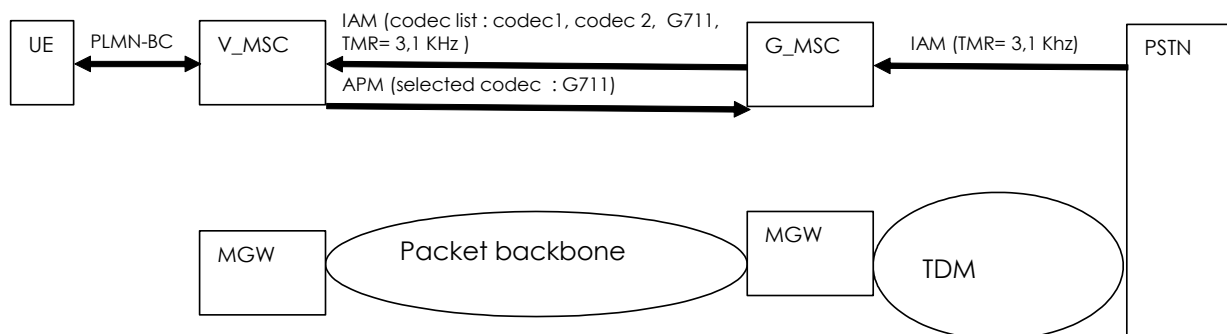 UE
PLMN-BC
V_MSC
IAM (codec list : codec1, codec 2, G711,
TMR= 3,1 KHz )
APM (selected codec : G711)
G_MSC
IAM (TMR= 3,1 Khz)
PSTN
MGW
Packet backbone
MGW
TDM